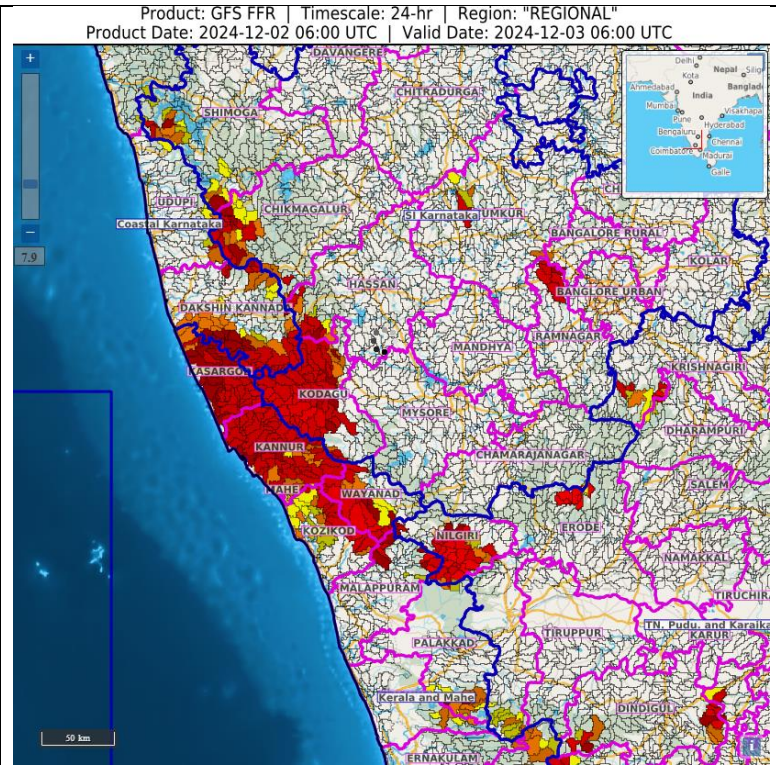 Product: GFS FFR | Timescale: 24-hr | Region: "REGIONAL"
Product Date: 2024-12-02 06:00 UTC | Valid Date: 2024-12-03 06:00 UTC
+
−
7.9
DAVANGERE
CHITRADURGA
SHIMOGA
Delhi
Nepal
Silig
Kota
Ahmedabad
India
Banglade
Mumbai
Pune
Visakhapa
Hyderabad
Bengaluru
Chennai
Coimbatore
Madurai
Galle
UDUPI
CHIKMAGALUR
SI Karnataka
UMKUR
CH
Coastal Karnataka
BANGALORE RURAL
KOLAR
HASSAN
BANGLORE URBAN
DAKSHIN KANNAD
RAMNAGAR
MANDHYA
KRISHNAGIRI
KASARGOD
KODAGU
MYSORE
DHARAMPURI
KANNUR
CHAMARAJANAGAR
SALEM
MAHE
WAYANAD
ERODE
KOZIKOD
NILGIRI
NAMAKKAL
MALAPPURAM
TIRUCHIRA
TN. Pudu. and Karaika
PALAKKAD
TIRUPPUR
KARUR
Kerala and Mahe
DINDIGUL
50 km
ERNAKULAM
i